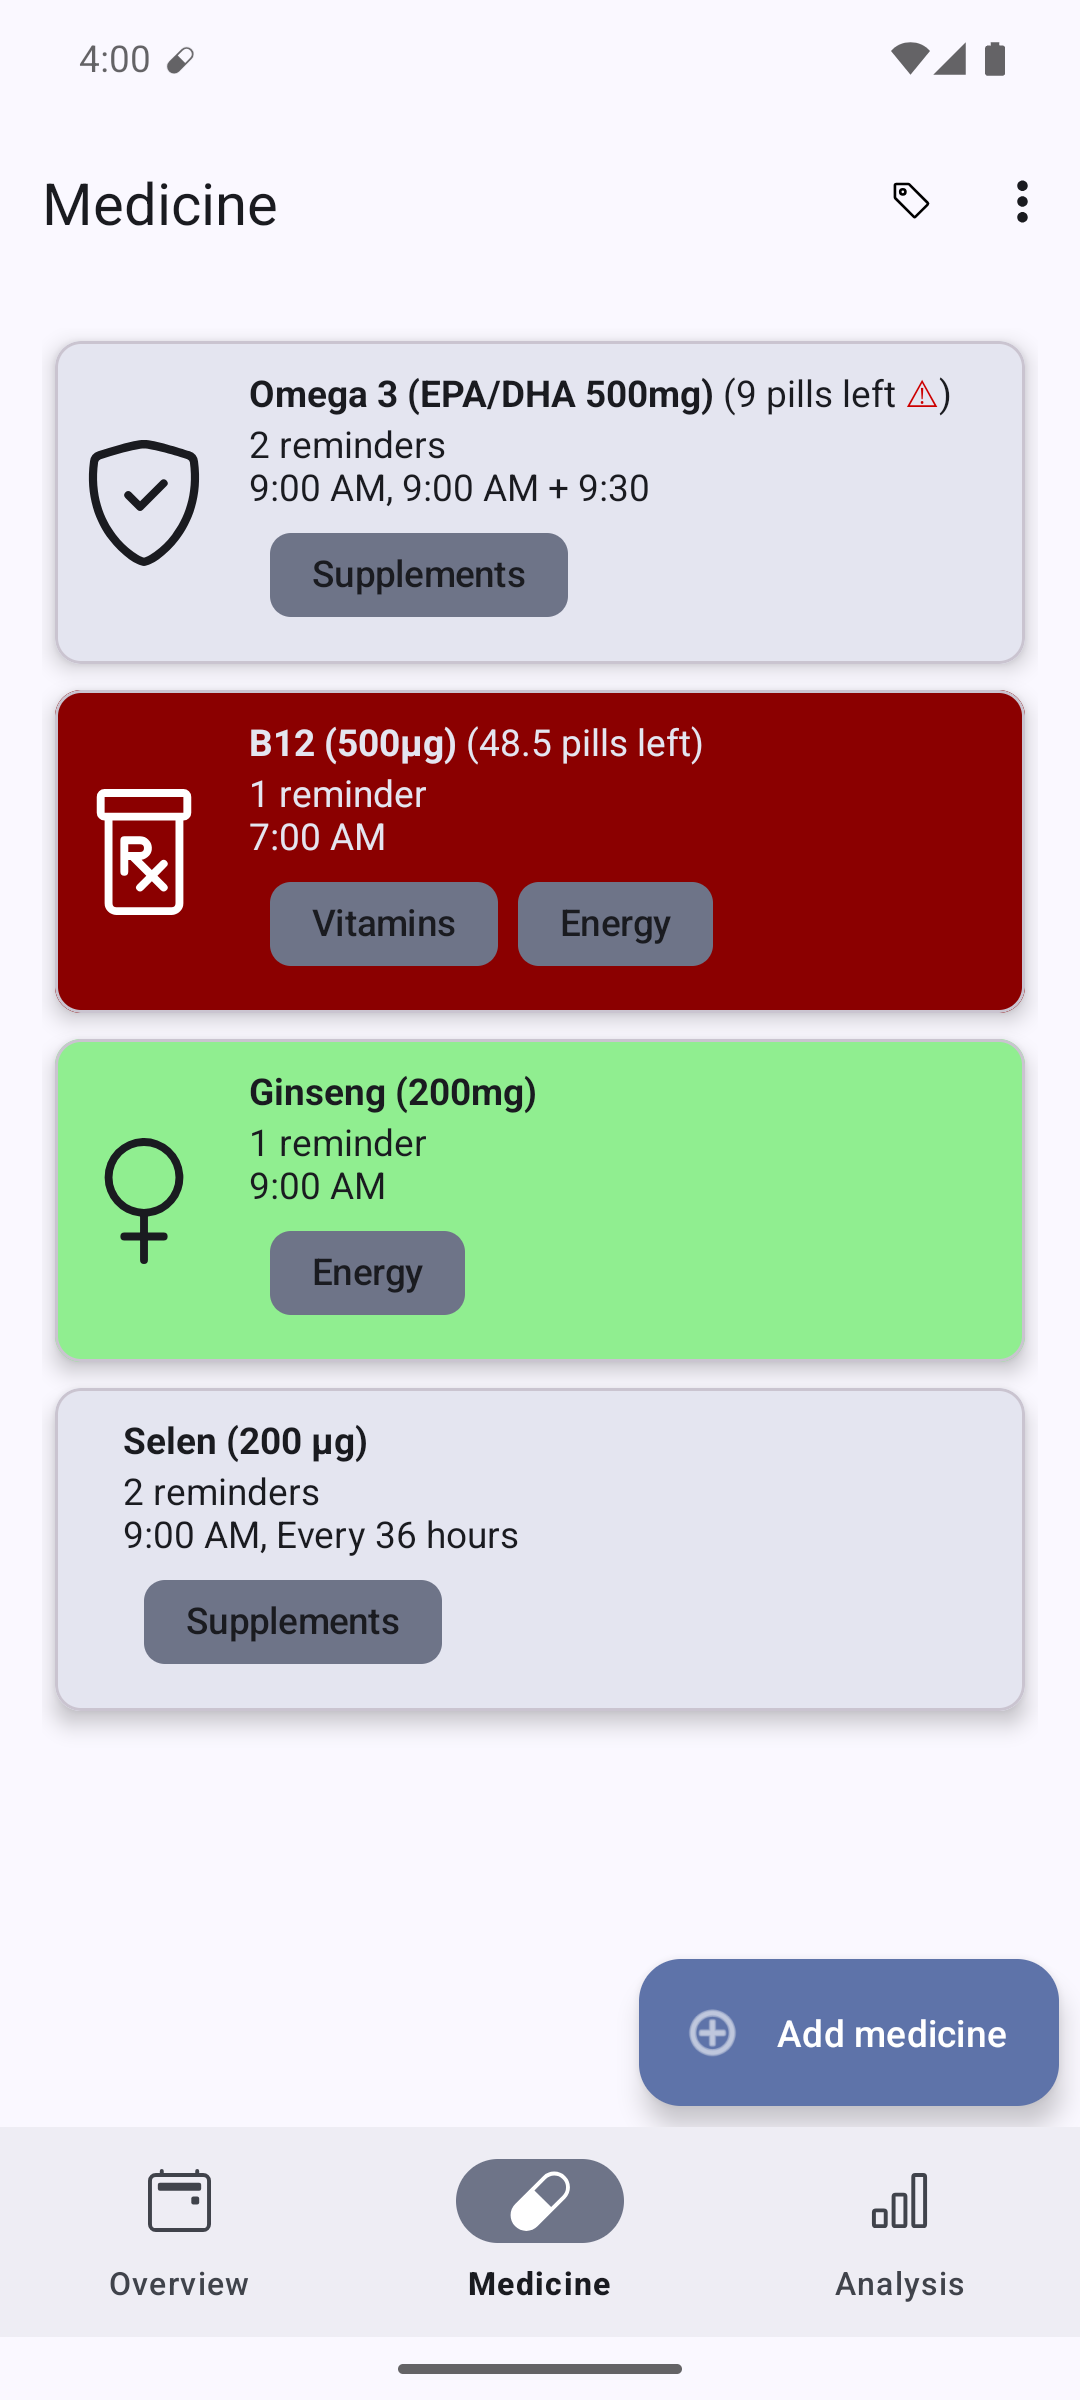 4:00
Medicine
Omega 3 (EPA/DHA 500mg) (9 pills left ⚠)
2 reminders
9:00 AM, 9:00 AM + 9:30
Supplements
B12 (500µg) (48.5 pills left)
1 reminder
7:00 AM
Vitamins Energy
Ginseng (200mg)
1 reminder
9:00 AM
Energy
Selen (200 µg)
2 reminders
9:00 AM, Every 36 hours
Supplements
Add medicine
Overview Medicine Analysis